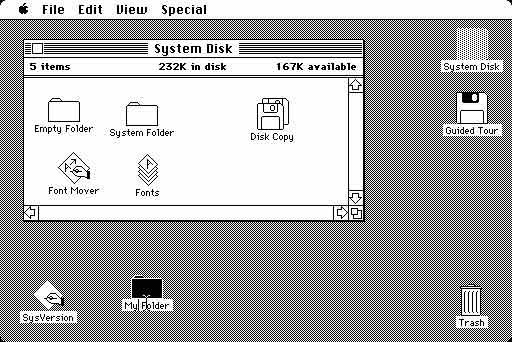 File Edit View Special
System Disk
5 items 232K in disk 167K available
Empty Folder
System Folder
Disk Copy
Font Mover
Fonts
System Disk
Guided Tour
SysVersion
My Folder
Trash